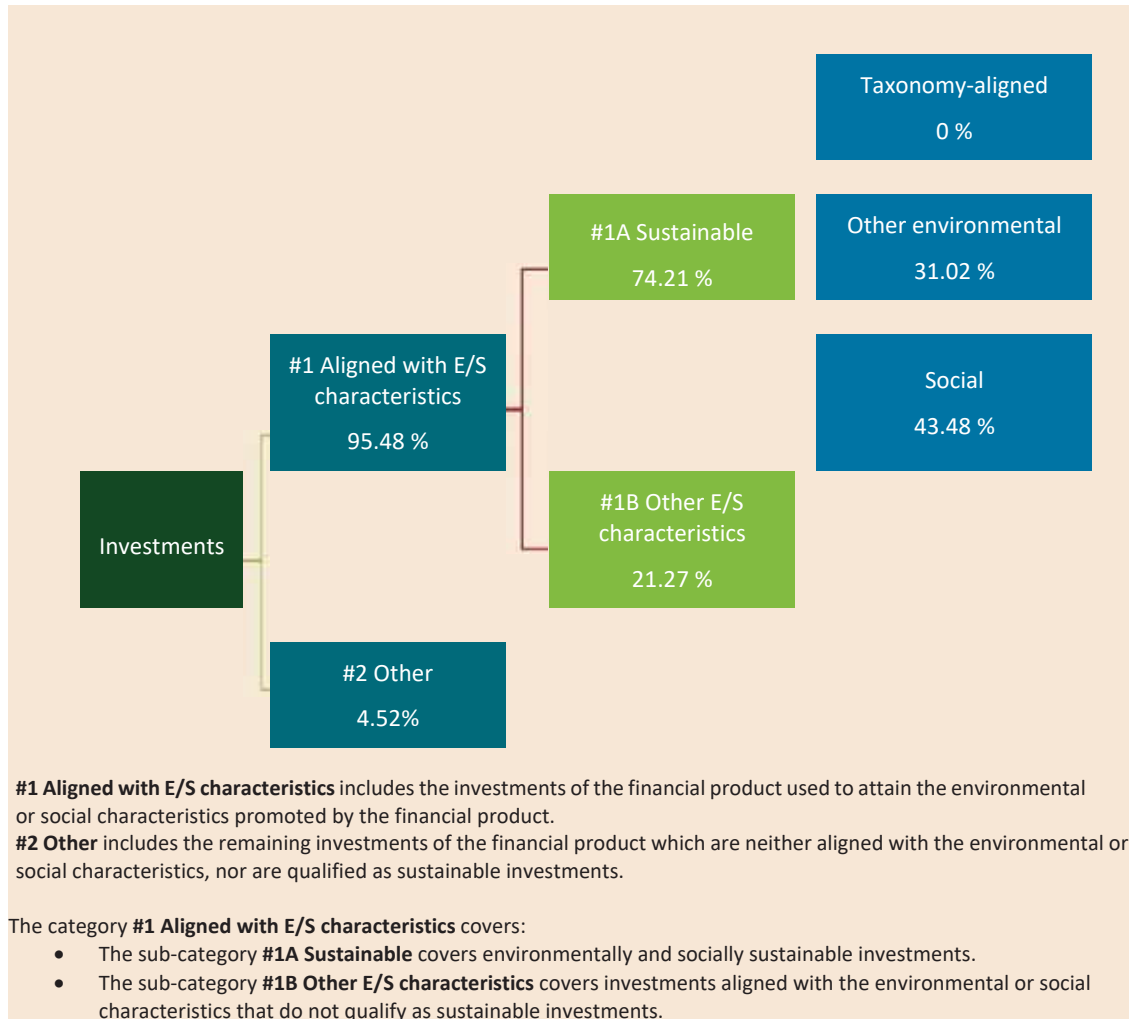 Taxonomy-aligned
0 %
#1A Sustainable
74.21 %
Other environmental
31.02 %
#1 Aligned with E/S
characteristics
95.48 %
Social
43.48 %
Investments
#1B Other E/S
characteristics
21.27 %
#2 Other
4.52%
#1 Aligned with E/S characteristics includes the investments of the financial product used to attain the environmental
or social characteristics promoted by the financial product.
#2 Other includes the remaining investments of the financial product which are neither aligned with the environmental or
social characteristics, nor are qualified as sustainable investments.
The category #1 Aligned with E/S characteristics covers:
• The sub-category #1A Sustainable covers environmentally and socially sustainable investments.
• The sub-category #1B Other E/S characteristics covers investments aligned with the environmental or social
characteristics that do not qualify as sustainable investments.